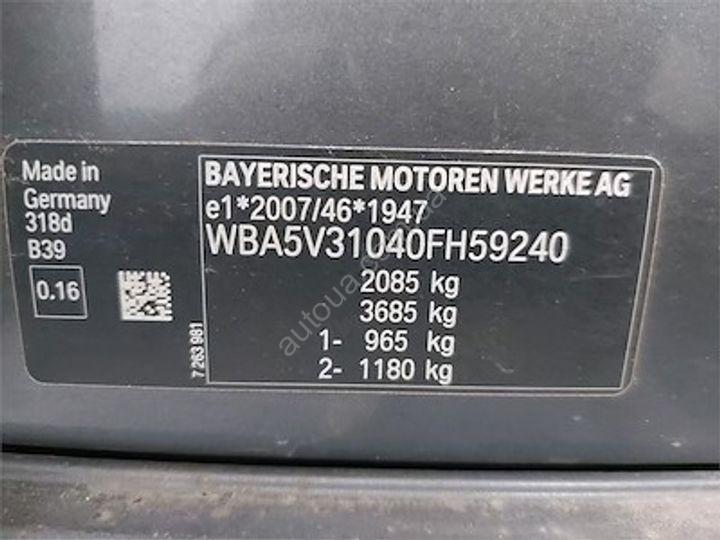 Made in
Germany
318d
B39
0.16
7 263 981
BAYERISCHE MOTOREN WERKE AG
e1*2007/46*1947
WBA5V31040FH59240
2085 kg
3685 kg
1- 965 kg
2- 1180 kg